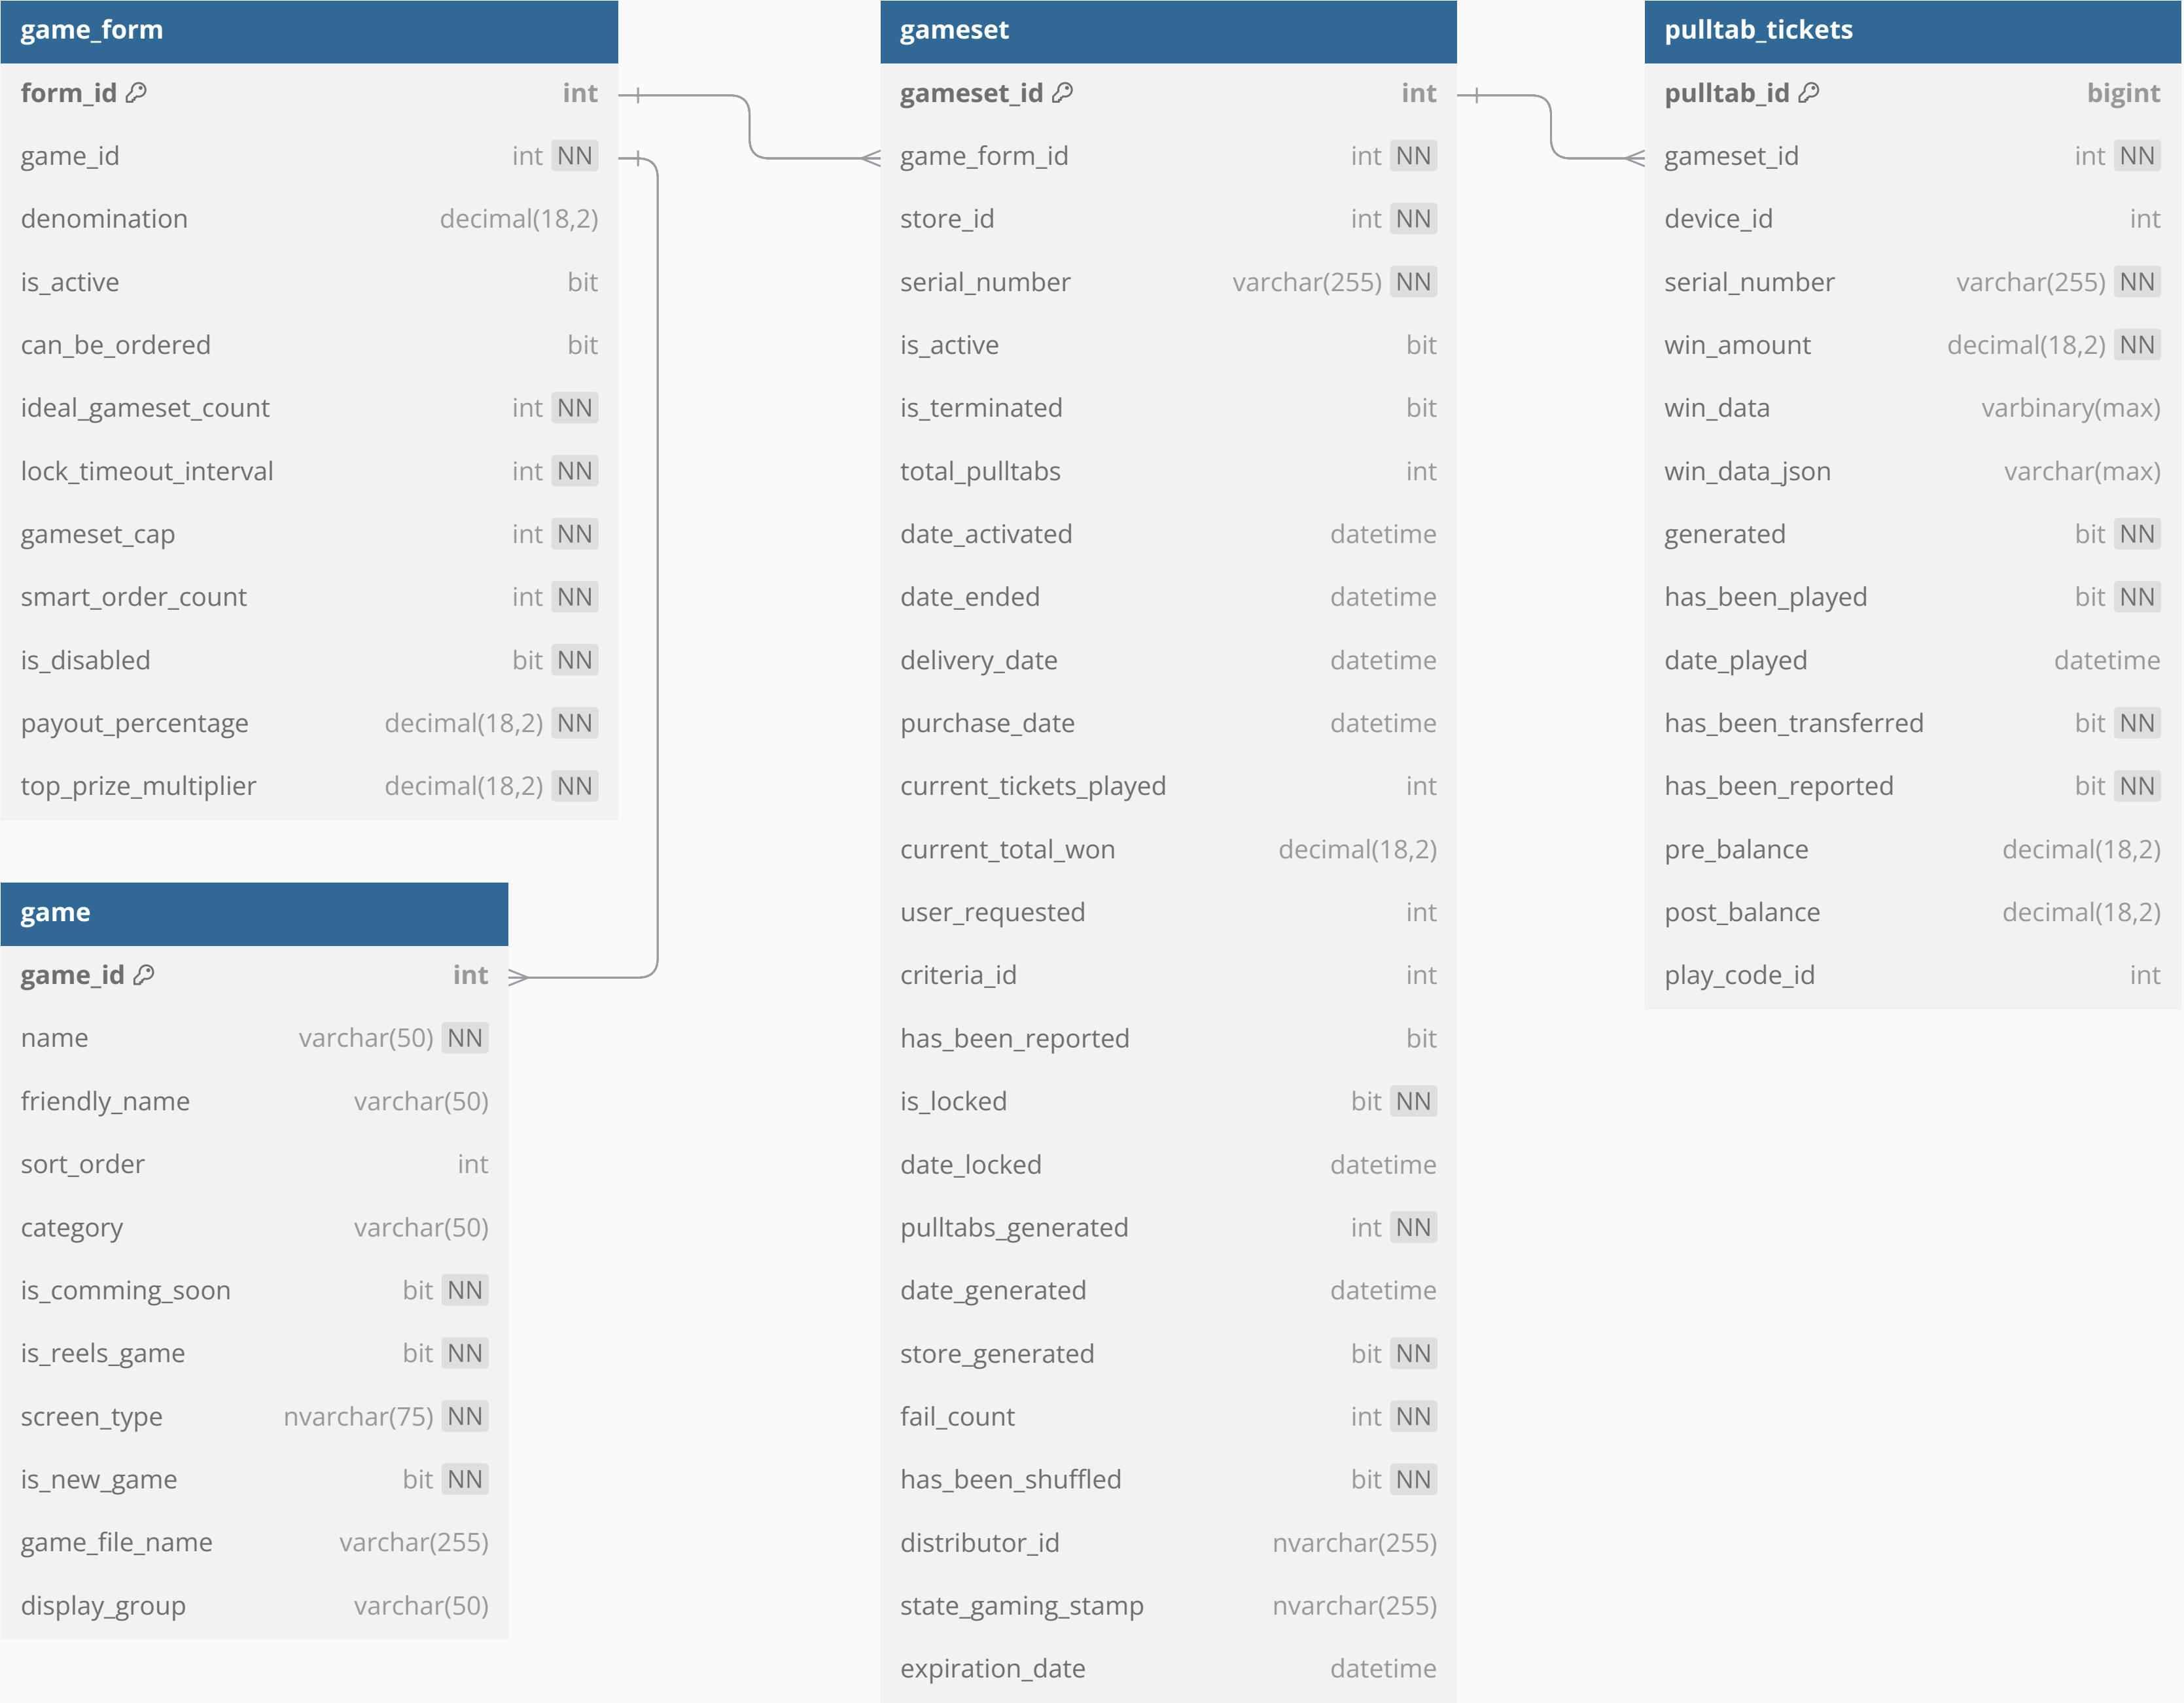 game_form
form_id int
game_id int NN
denomination decimal(18,2)
is_active bit
can_be_ordered bit
ideal_gameset_count int NN
lock_timeout_interval int NN
gameset_cap int NN
smart_order_count int NN
is_disabled bit NN
payout_percentage decimal(18,2) NN
top_prize_multiplier decimal(18,2) NN
game
game_id int
name varchar(50) NN
friendly_name varchar(50)
sort_order int
category varchar(50)
is_comming_soon bit NN
is_reels_game bit NN
screen_type nvarchar(75) NN
is_new_game bit NN
game_file_name varchar(255)
display_group varchar(50)
gameset
gameset_id int
game_form_id int NN
store_id int NN
serial_number varchar(255) NN
is_active bit
is_terminated bit
total_pulltabs int
date_activated datetime
date_ended datetime
delivery_date datetime
purchase_date datetime
current_tickets_played int
current_total_won decimal(18,2)
user_requested int
criteria_id int
has_been_reported bit
is_locked bit NN
date_locked datetime
pulltabs_generated int NN
date_generated datetime
store_generated bit NN
fail_count int NN
has_been_shuffled bit NN
distributor_id nvarchar(255)
state_gaming_stamp nvarchar(255)
expiration_date datetime
pulltab_tickets
pulltab_id bigint
gameset_id int NN
device_id int
serial_number varchar(255) NN
win_amount decimal(18,2) NN
win_data varbinary(max)
win_data_json varchar(max)
generated bit NN
has_been_played bit NN
date_played datetime
has_been_transferred bit NN
has_been_reported bit NN
pre_balance decimal(18,2)
post_balance decimal(18,2)
play_code_id int